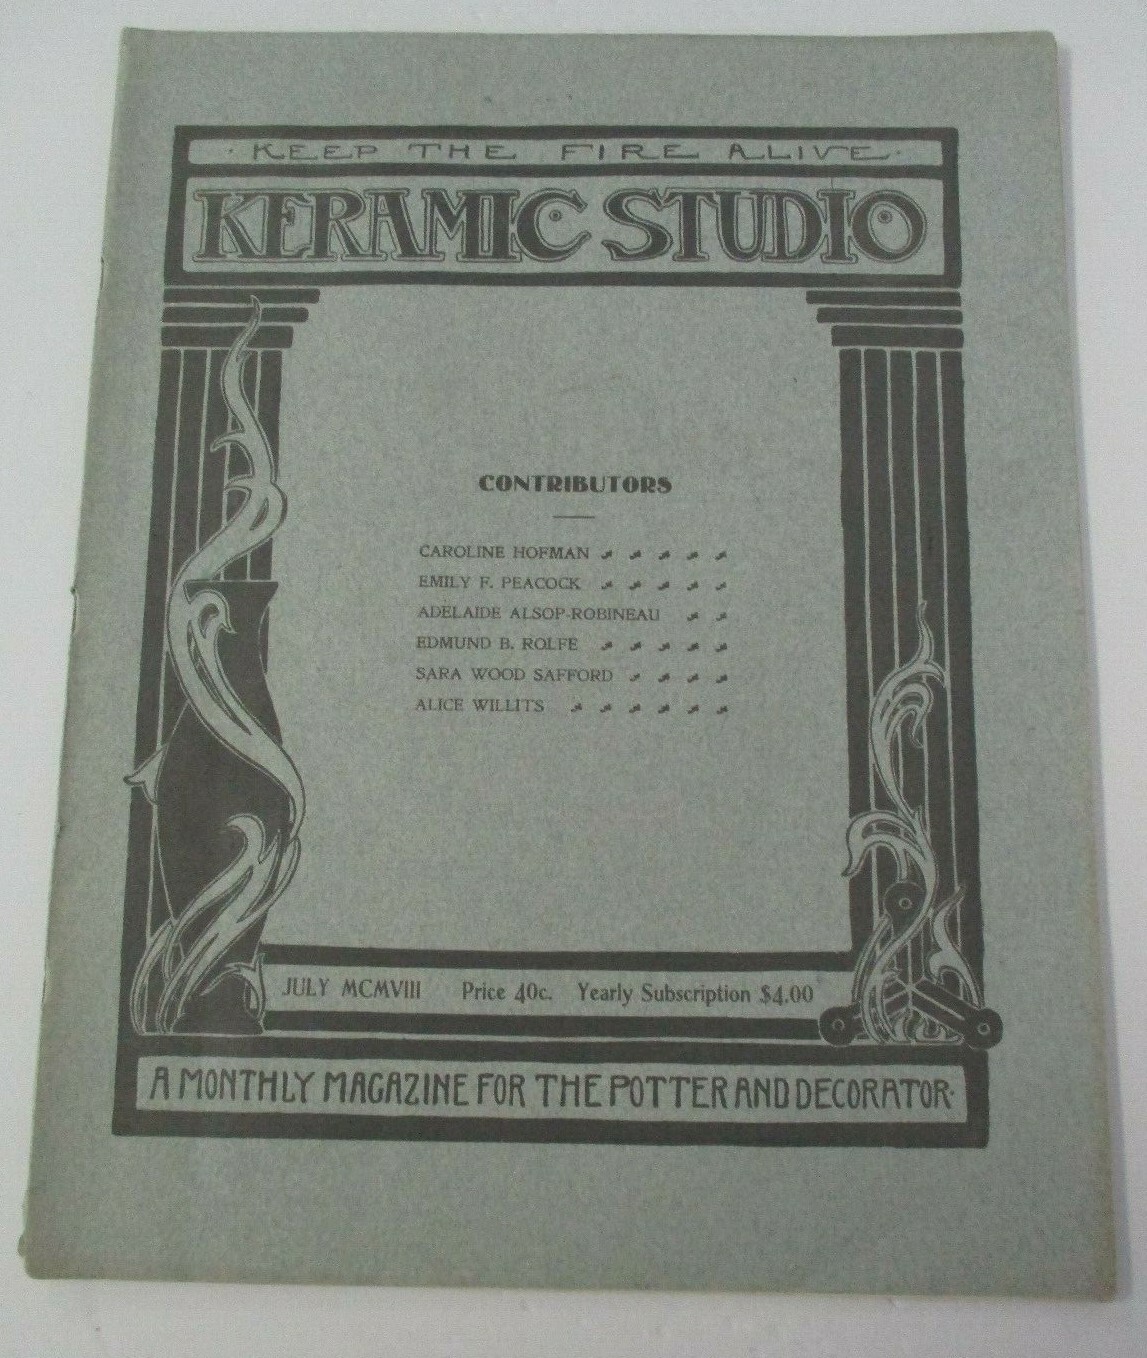 · KEEP THE FIRE ALIVE ·
KERAMIC STUDIO
CONTRIBUTORS
CAROLINE HOFMAN
EMILY F. PEACOCK
ADELAIDE ALSOP-ROBINEAU
EDMUND B. ROLFE
SARA WOOD SAFFORD
ALICE WILLITS
JULY MCMVIII Price 40c. Yearly Subscription $4.00
A MONTHLY MAGAZINE FOR THE POTTER AND DECORATOR·